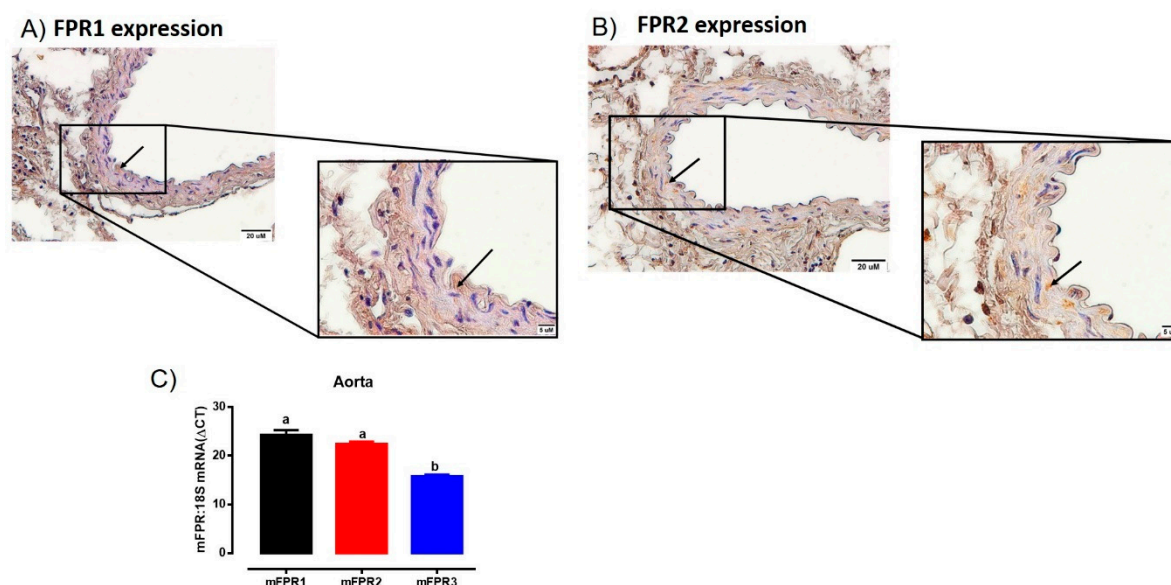 A) FPR1 expression
20 uM
5 uM
B) FPR2 expression
20 uM
5 u
C)
Aorta
mFPR:18S mRNA(ΔCT)
30
20
10
0
a
a
b
mFPR1
mFPR2
mFPR3